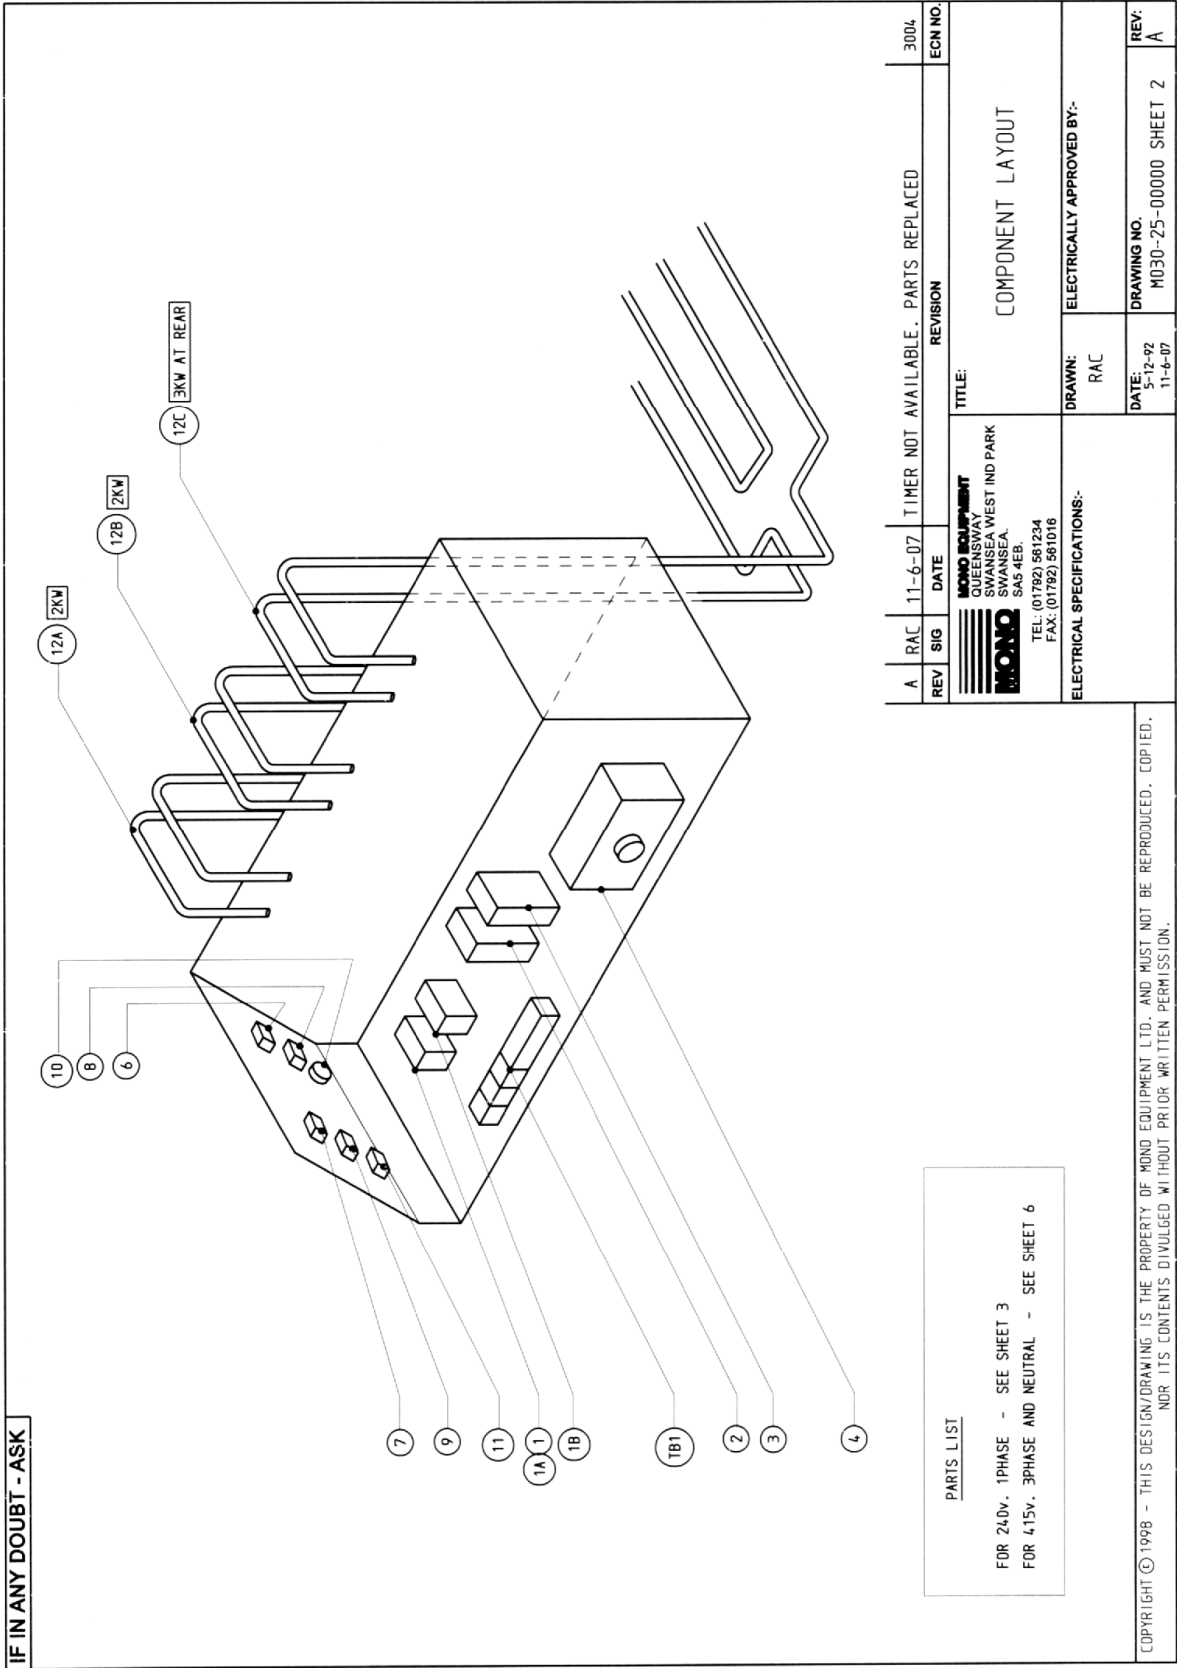 IF IN ANY DOUBT - ASK
12A
2KW
12B
2KW
12C
3KW AT REAR
10
8
6
7
9
11
1A
1
1B
TB1
2
3
4
PARTS LIST
FOR 240v. 1PHASE - SEE SHEET 3
FOR 415v. 3PHASE AND NEUTRAL - SEE SHEET 6
A
RAC
11-6-07
TIMER NOT AVAILABLE. PARTS REPLACED
3004
REV
SIG
DATE
REVISION
ECN NO.
MONO
MONO EQUIPMENT
QUEENSWAY
SWANSEA WEST IND PARK
SWANSEA.
SA5 4EB.
TEL: (01792) 561234
FAX: (01792) 561016
TITLE:
COMPONENT LAYOUT
ELECTRICAL SPECIFICATIONS:-
DRAWN:
RAC
ELECTRICALLY APPROVED BY:-
DATE:
5-12-92
11-6-07
DRAWING NO.
M030-25-00000 SHEET 2
REV:
A
COPYRIGHT © 1998 - THIS DESIGN/DRAWING IS THE PROPERTY OF MONO EQUIPMENT LTD. AND MUST NOT BE REPRODUCED, COPIED,
NOR ITS CONTENTS DIVULGED WITHOUT PRIOR WRITTEN PERMISSION.